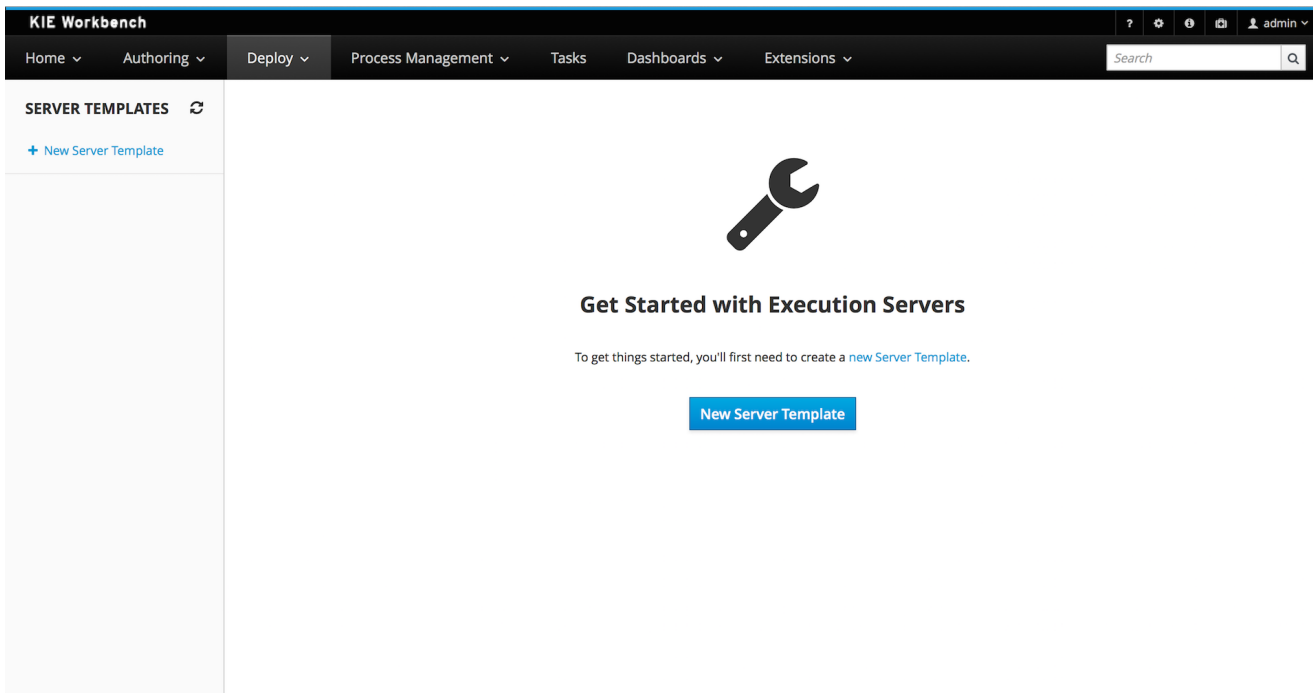 KIE Workbench
? admin
Home Authoring Deploy Process Management Tasks Dashboards Extensions Search
SERVER TEMPLATES
+ New Server Template
Get Started with Execution Servers
To get things started, you'll first need to create a new Server Template.
New Server Template